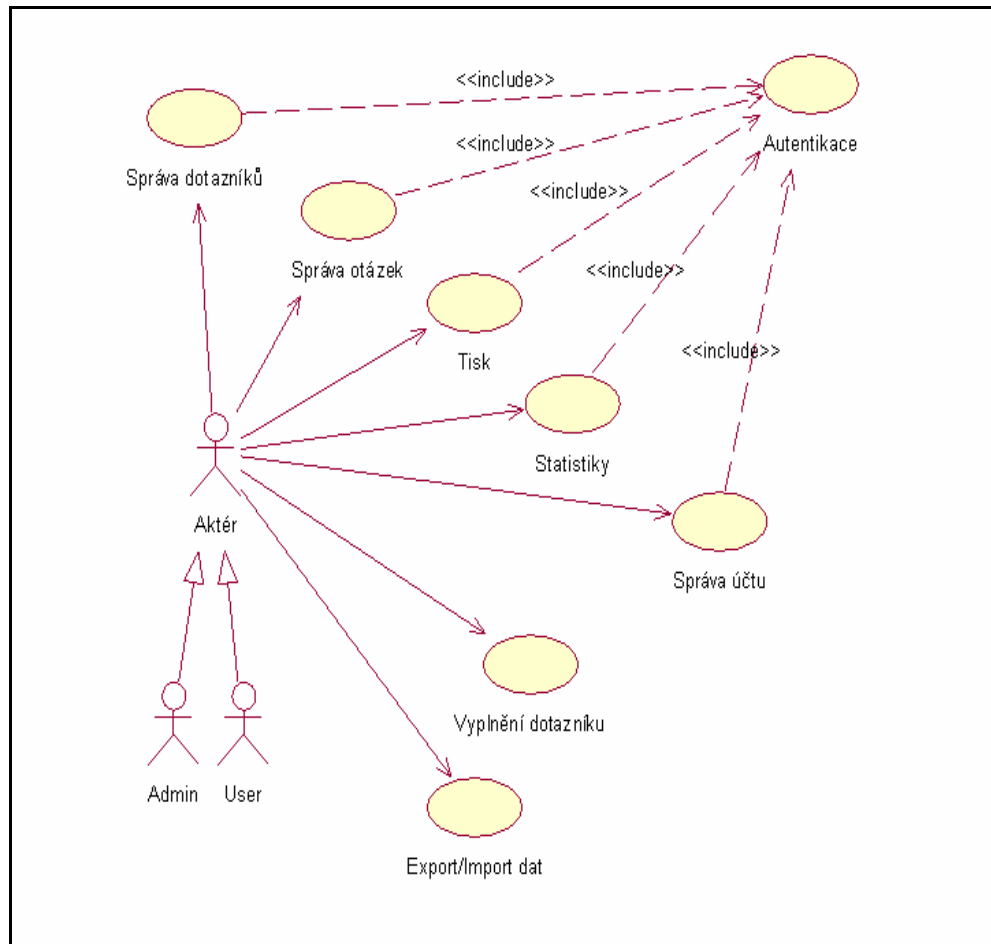 <<include>>
Autentikace
<<include>>
Správa dotazníků
<<include>>
Správa otázek
<<include>>
Tisk
<<include>>
Statistiky
Aktér
Správa účtu
Vyplnění dotazníku
Admin
User
Export/Import dat